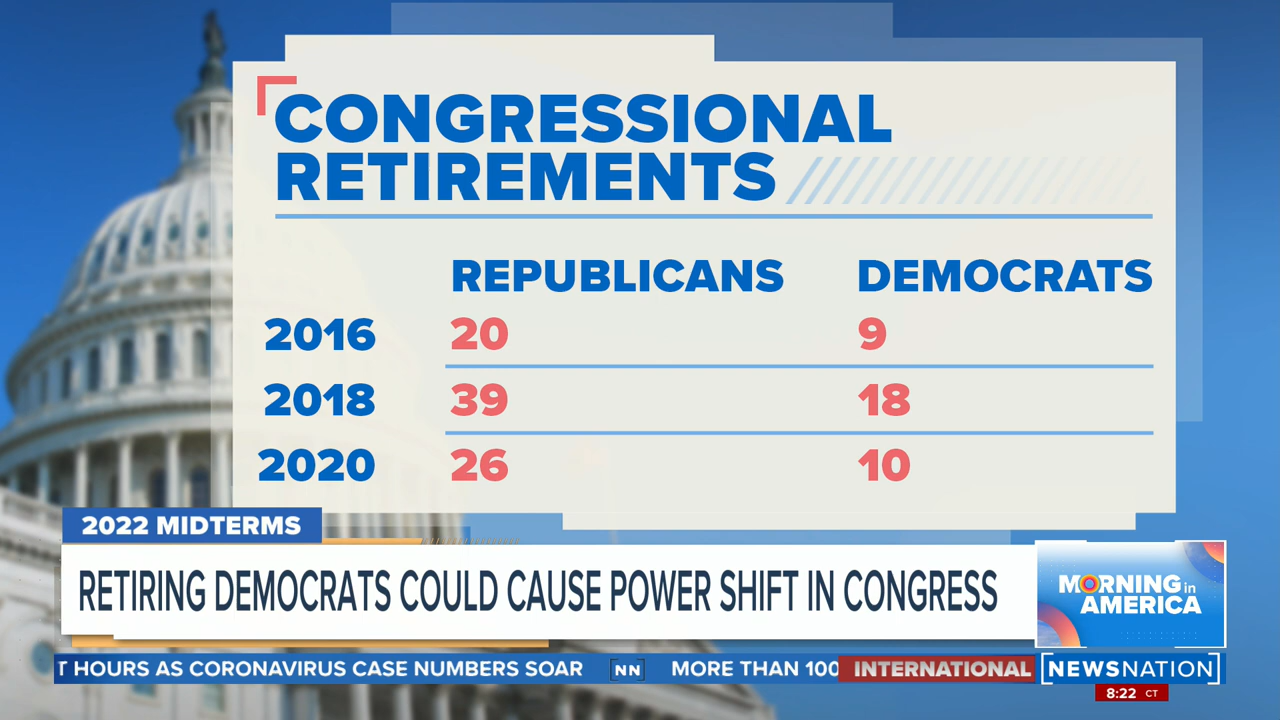 CONGRESSIONAL
RETIREMENTS
REPUBLICANS DEMOCRATS
2016 20 9
2018 39 18
2020 26 10
2022 MIDTERMS
RETIRING DEMOCRATS COULD CAUSE POWER SHIFT IN CONGRESS
MORNING in
AMERICA
T HOURS AS CORONAVIRUS CASE NUMBERS SOAR NN MORE THAN 100 INTERNATIONAL NEWSNATION
8:22 CT